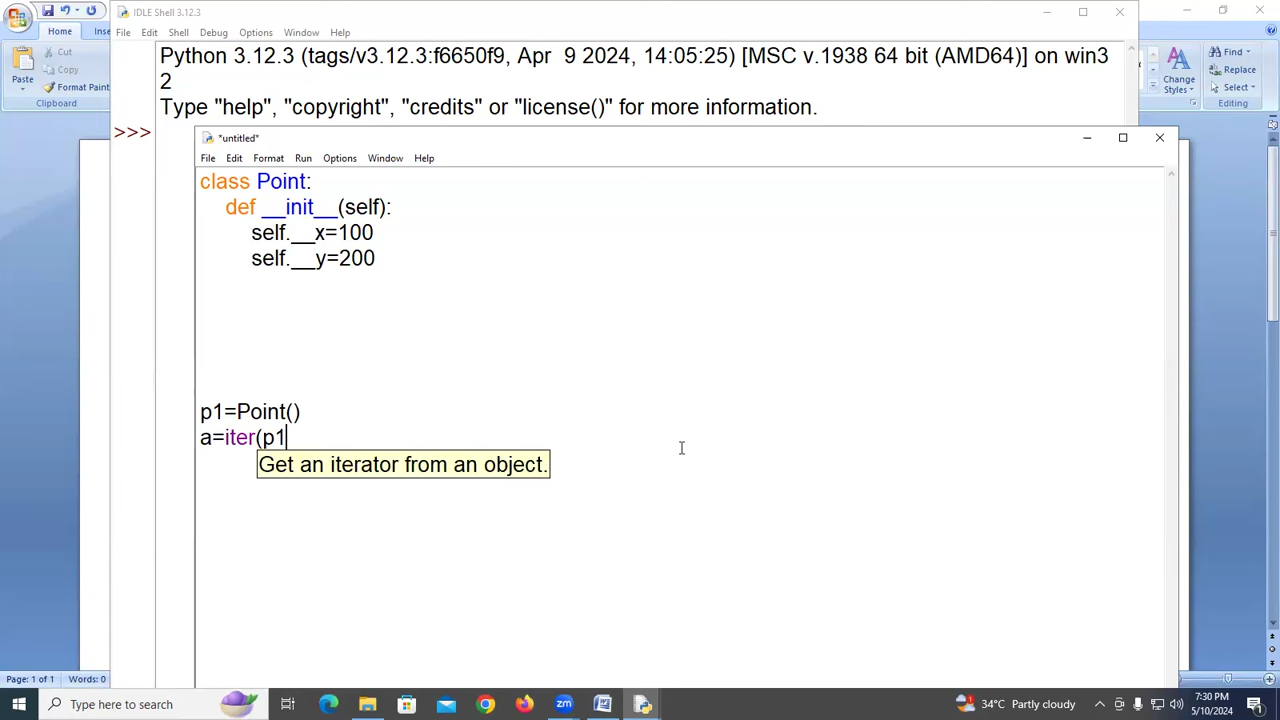 IDLE Shell 3.12.3
Home
Inse
File Edit Shell Debug Options Window Help
Python 3.12.3 (tags/v3.12.3:f6650f9, Apr 9 2024, 14:05:25) [MSC v.1938 64 bit (AMD64)] on win3
2
Type "help", "copyright", "credits" or "license()" for more information.
>>>
Cut
Copy
Format Paint
Paste
Clipboard
Change
Styles
Find
Replace
Select
Editing
*untitled*
File Edit Format Run Options Window Help
class Point:
def __init__(self):
self.__x=100
self.__y=200
p1=Point()
a=iter(p1
Get an iterator from an object.
Page: 1 of 1 Words: 0
Type here to search
34°C Partly cloudy
7:30 PM
5/10/2024